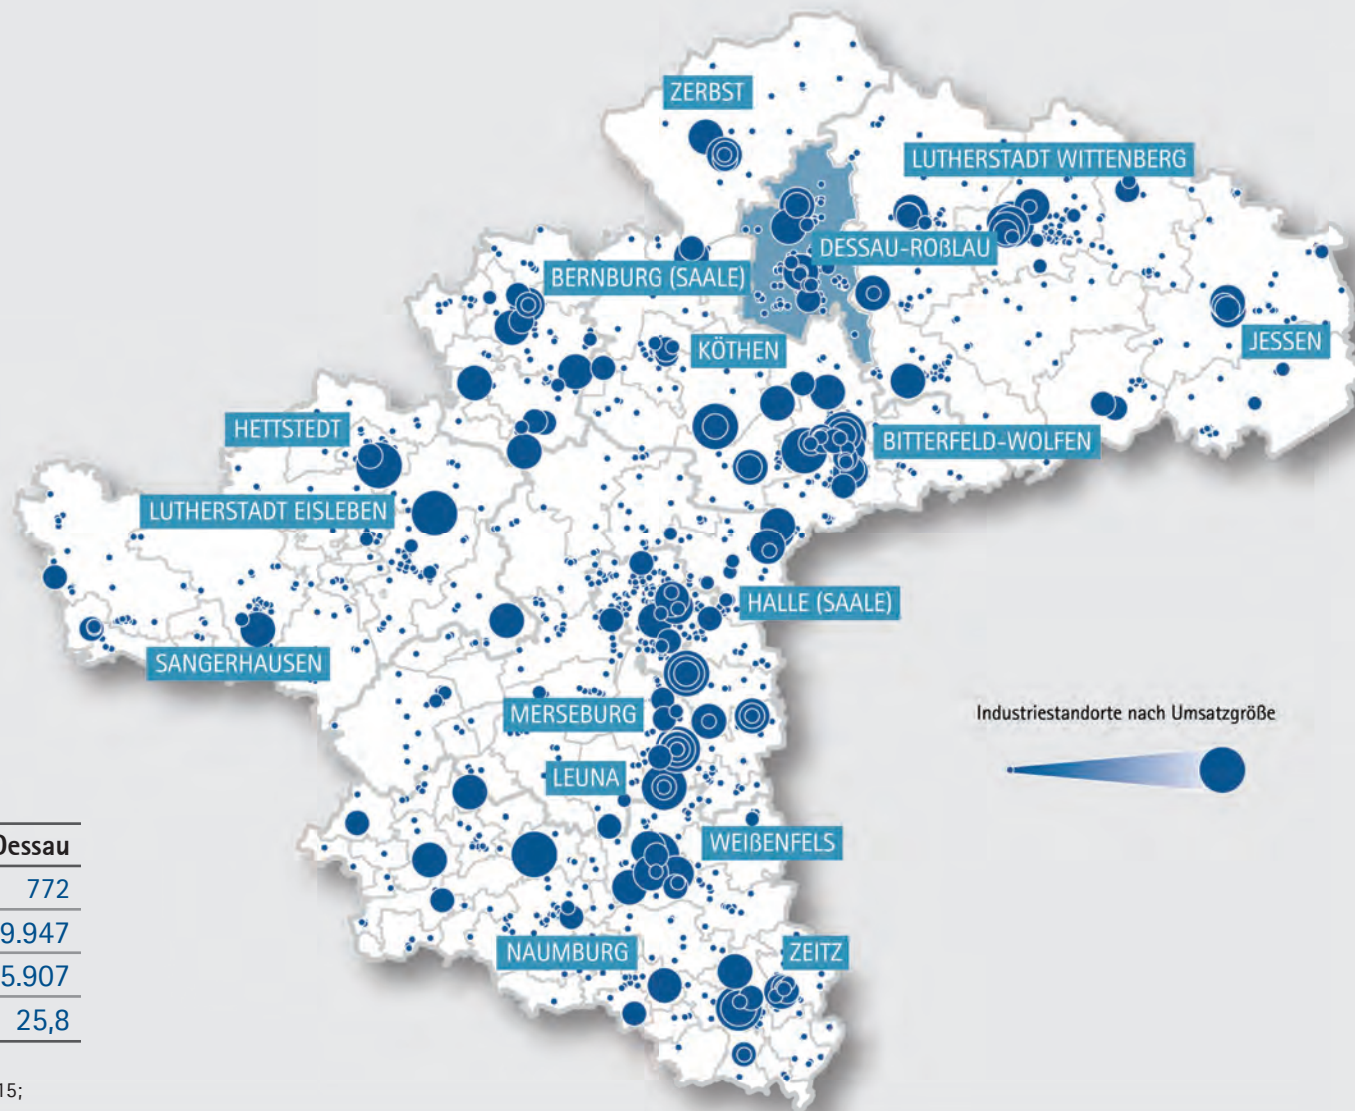 ZERBST
LUTHERSTADT WITTENBERG
DESSAU-ROßLAU
BERNBURG (SAALE)
JESSEN
KÖTHEN
HETTSTEDT
BITTERFELD-WOLFEN
LUTHERSTADT EISLEBEN
HALLE (SAALE)
SANGERHAUSEN
MERSEBURG
Industriestandorte nach Umsatzgröße
LEUNA
WEIßENFELS
Dessau
772
9.947
NAUMBURG
ZEITZ
5.907
25,8
15;